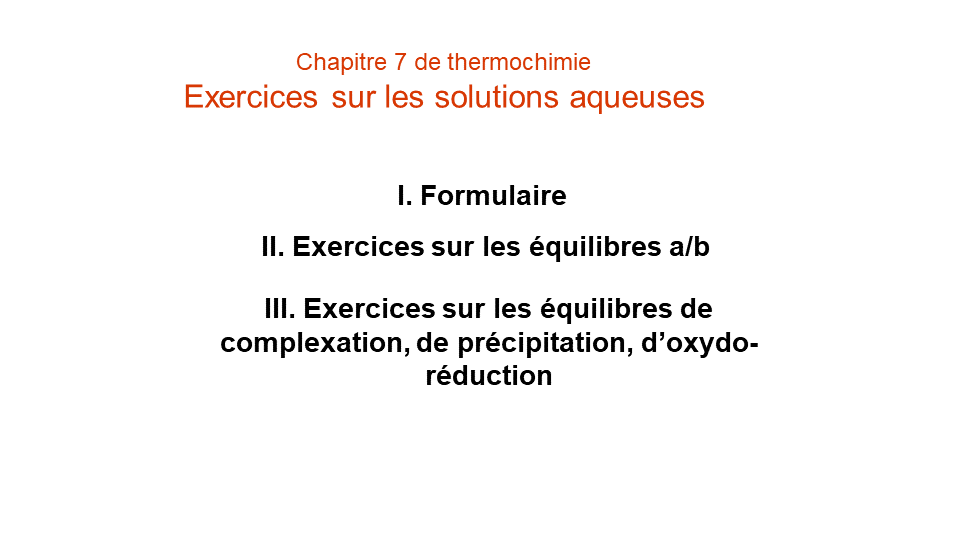 Chapitre 7 de thermochimie
Exercices sur les solutions aqueuses
I. Formulaire
II. Exercices sur les équilibres a/b
III. Exercices sur les équilibres de
complexation, de précipitation, d’oxydo-
réduction